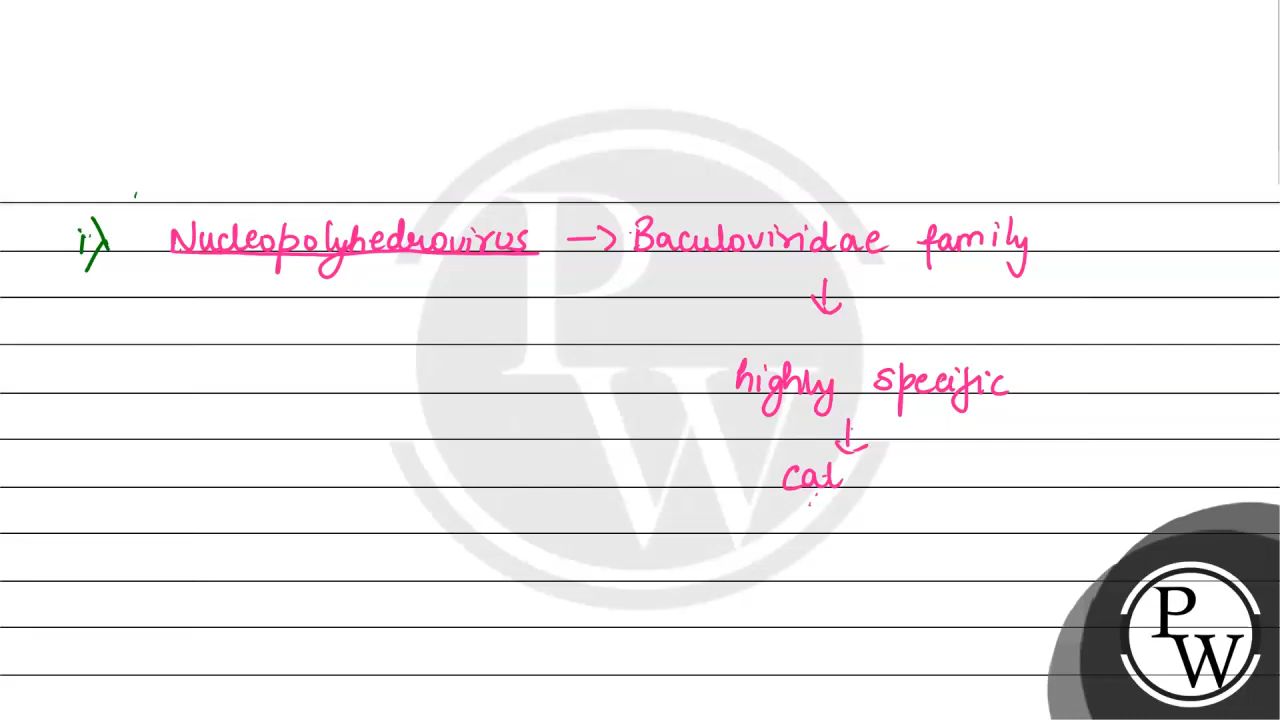 i) Nucleopolyhedrovirus -> Baculoviridae family
↓
highly specific
↓
cat
P
W
P
W